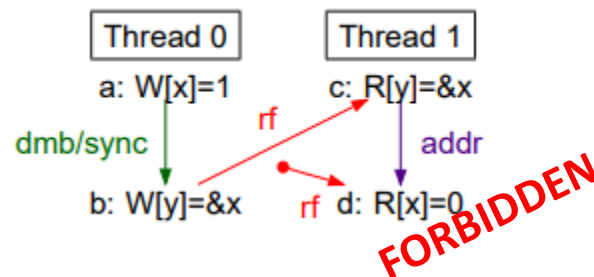 Thread 0 Thread 1
a: W[x]=1 c: R[y]=&x
rf
dmb/sync addr
b: W[y]=&x rf d: R[x]=0
FORBIDDEN